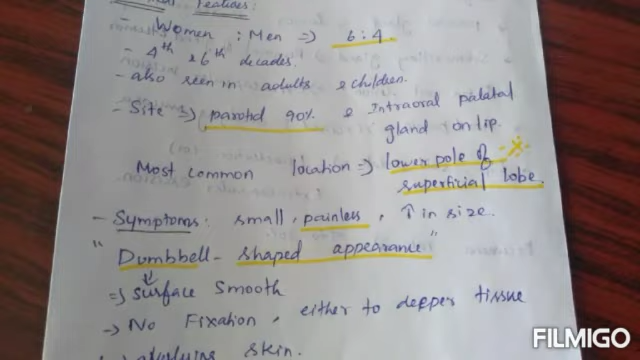 Features:
- Women : Men => 6:4
- 4th & 6th decades.
- also seen in adults & children.
- Site => parotid 90% & Intraoral palatal
gland on lip.
Most common location => lower pole of
superficial lobe.
- Symptoms: small, painless, ↑ in size.
"Dumbbell-shaped appearance"
=> Surface Smooth
-> No Fixation, either to depper tissue
skin.
FILMIGO